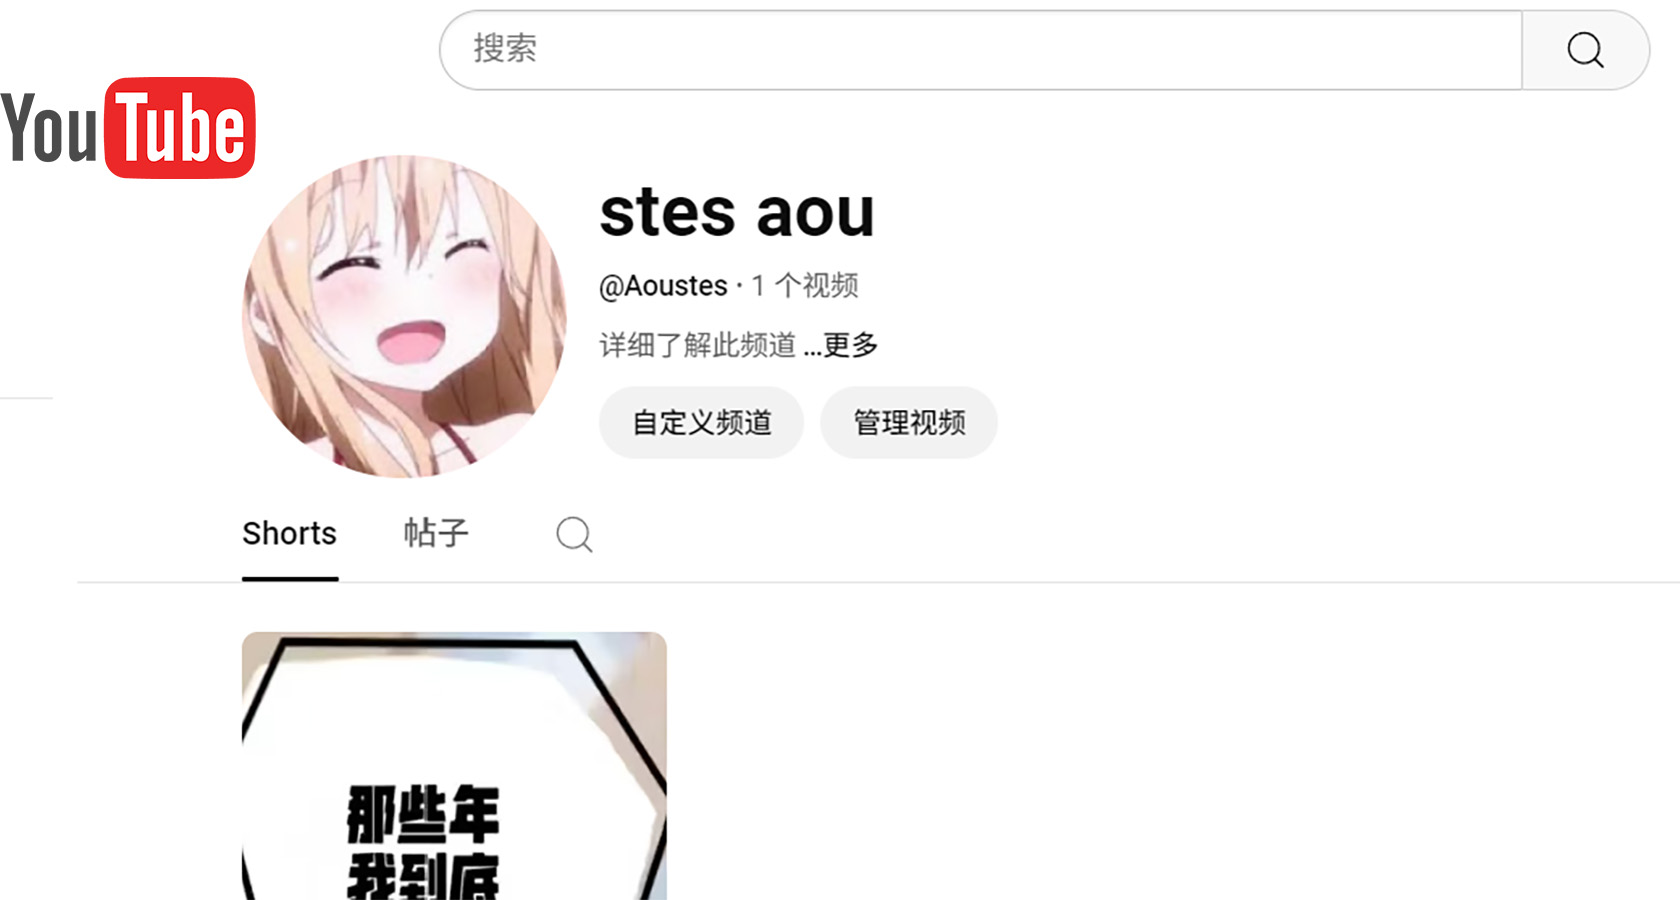 搜索
YouTube
stes aou
@Aoustes · 1 个视频
详细了解此频道 ...更多
自定义频道 管理视频
Shorts 帖子
那些年
我到底